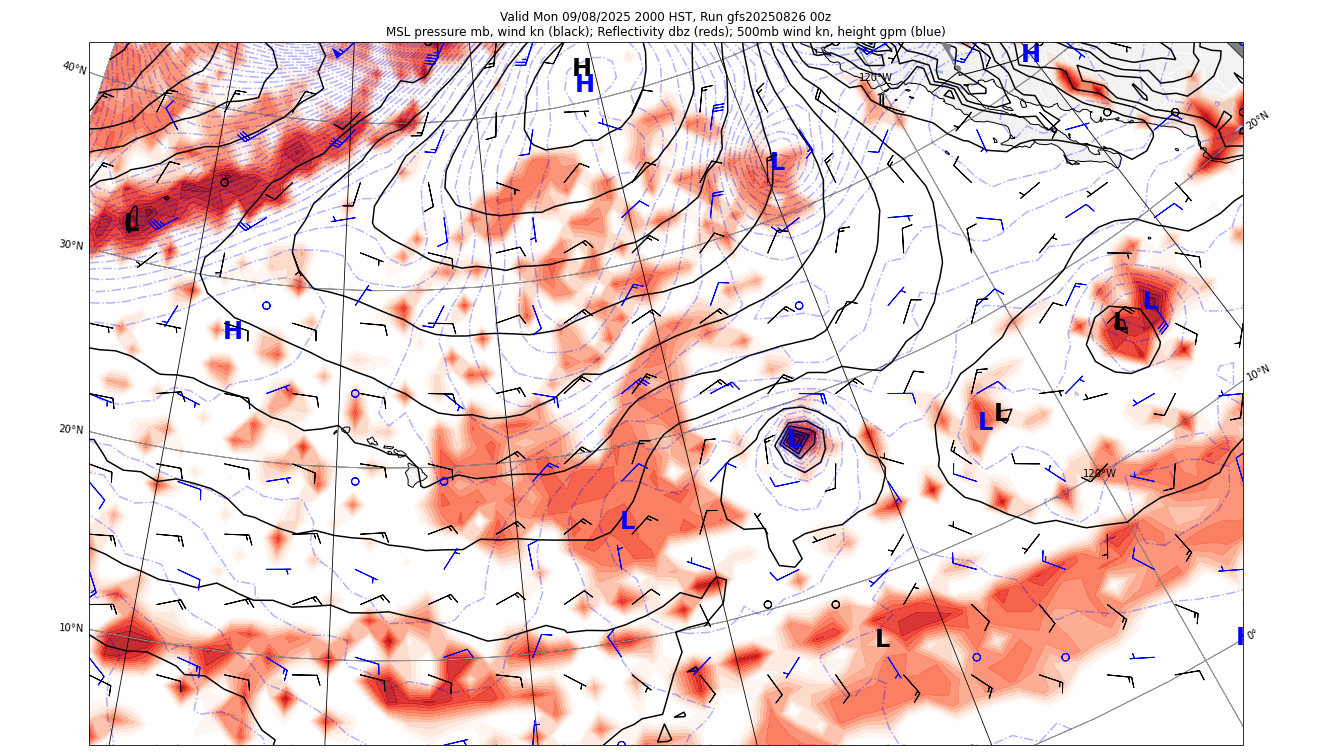 Valid Mon 09/08/2025 2000 HST, Run gfs20250826 00z
MSL pressure mb, wind kn (black); Reflectivity dbz (reds); 500mb wind kn, height gpm (blue)
H
H
H
40°N
120°W
20°N
L
L
30°N
H
L
L
10°N
L
L
20°N
L
120°W
L
10°N
L
0°